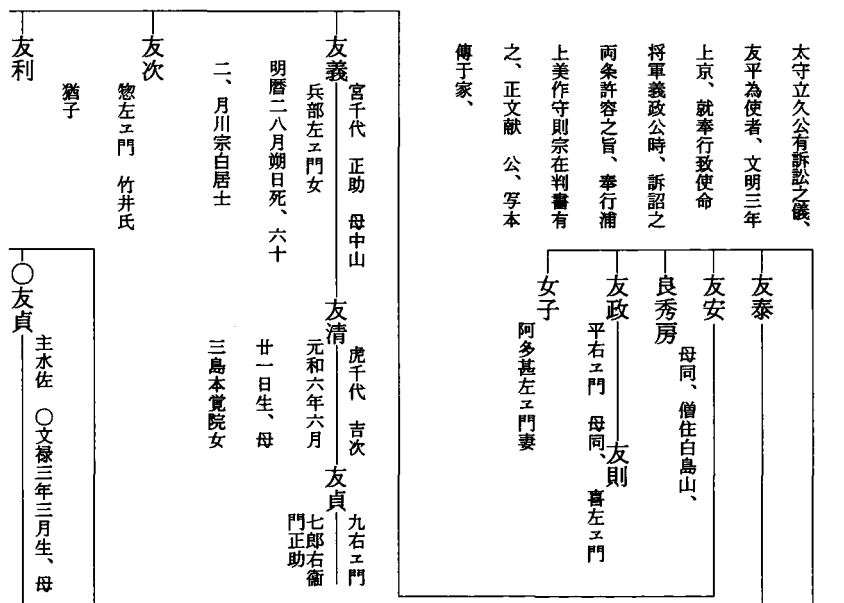 太守立久公有訴訟之儀、
友平為使者、文明三年
上京、就奉行致使命
将軍義政公時、訴詔之
両条許容之旨、奉行浦
上美作守則宗在判書有
之、正文献　公、写本
傳于家、
友泰
友安
良秀房
母同、僧住白島山、
友政
平右ヱ門　母同、
友則
喜左ヱ門
女子
阿多甚左ヱ門妻
友義
宮千代　正助　母中山
兵部左ヱ門女
明暦二八月朔日死、六十
二、月川宗白居士
友清
虎千代　吉次
元和六年六月
廿一日生、母
三島本覚院女
友貞
九右ヱ門
七郎右衞
門正助
友次
惣左ヱ門　竹井氏
猶子
友利
〇友貞
主水佐　〇文禄三年三月生、母